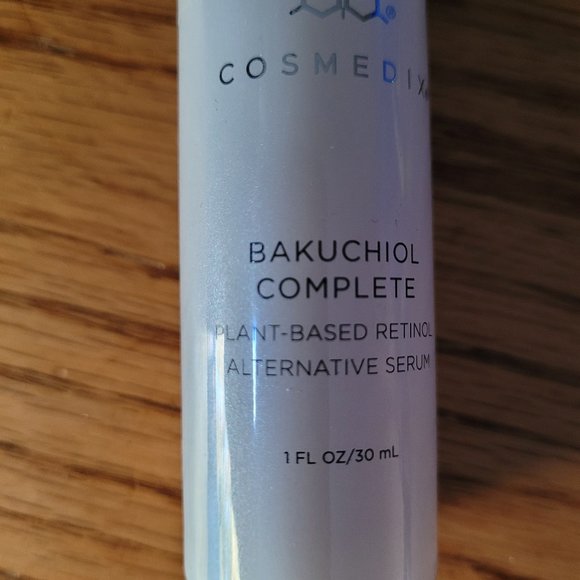 COSMEDIX
BAKUCHIOL
COMPLETE
PLANT-BASED RETINOL
ALTERNATIVE SERUM
1 FL OZ/30 mL